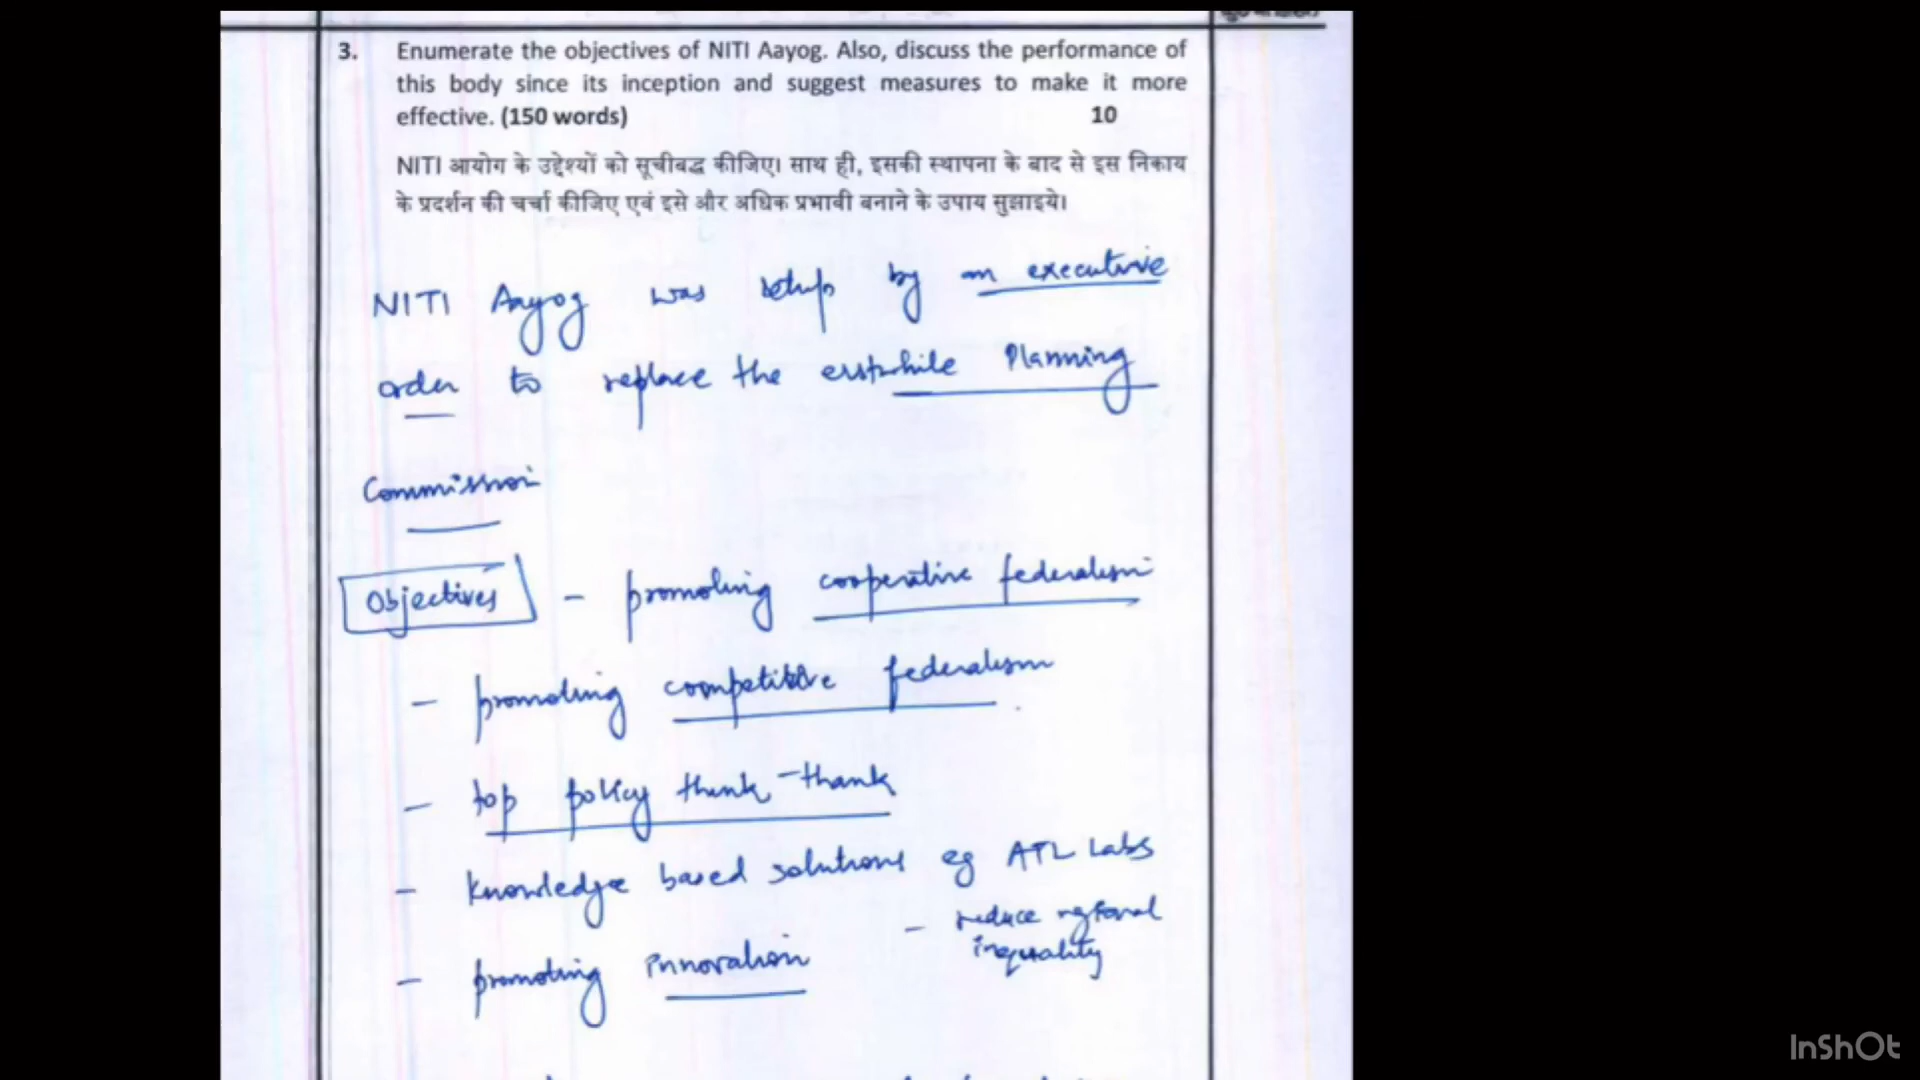 3. Enumerate the objectives of NITI Aayog. Also, discuss the performance of
this body since its inception and suggest measures to make it more
effective. (150 words) 10
NITI आयोग के उद्देश्यों को सूचीबद्ध कीजिए। साथ ही, इसकी स्थापना के बाद से इस निकाय
के प्रदर्शन की चर्चा कीजिए एवं इसे और अधिक प्रभावी बनाने के उपाय सुझाइये।
NITI Aayog was setup by an executive
order to replace the erstwhile Planning
Commission
Objectives - promoting cooperative federalism
- promoting competitive federalism
- top policy think-thank
- knowledge based solutions eg ATL Labs
- reduce regional
inequality
- promoting innovation
InShOt